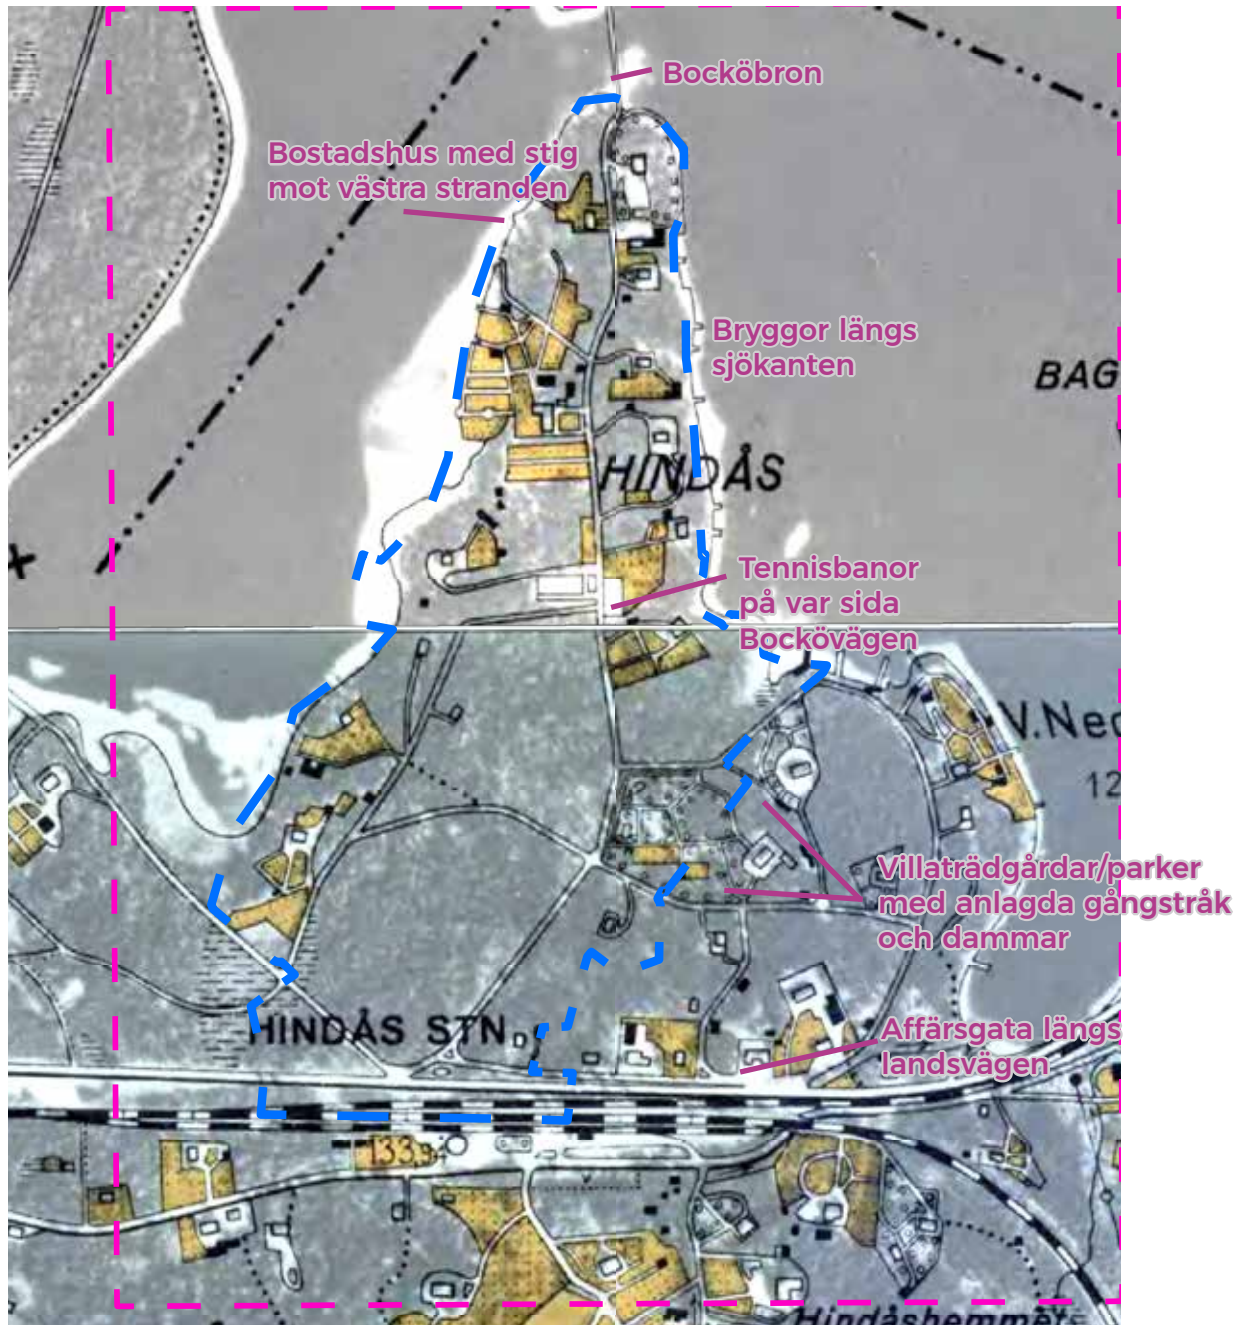 Bocköbron
Bostadshus med stig
mot västra stranden
Bryggor längs
sjökanten
BAG
HINDÅS
Tennisbanor
på var sida
Bockövägen
V.Ned
12
Villaträdgårdar/parker
med anlagda gångstråk
och dammar
HINDÅS STN
Affärsgata längs
landsvägen
133,9
Hindåshemmet